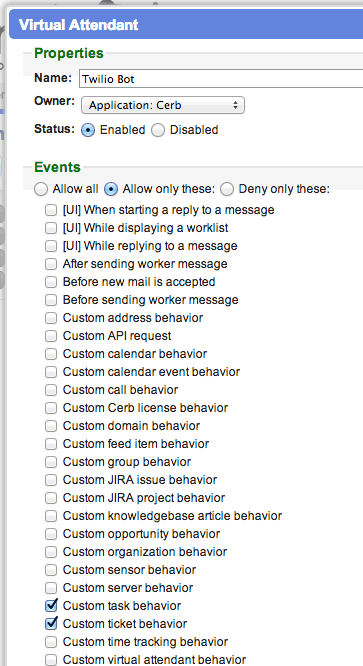 Virtual Attendant
Properties
Name: Twilio Bot
Owner: Application: Cerb
Status: Enabled Disabled
Events
Allow all Allow only these: Deny only these:
[UI] When starting a reply to a message
[UI] While displaying a worklist
[UI] While replying to a message
After sending worker message
Before new mail is accepted
Before sending worker message
Custom address behavior
Custom API request
Custom calendar behavior
Custom calendar event behavior
Custom call behavior
Custom Cerb license behavior
Custom domain behavior
Custom feed item behavior
Custom group behavior
Custom JIRA issue behavior
Custom JIRA project behavior
Custom knowledgebase article behavior
Custom opportunity behavior
Custom organization behavior
Custom sensor behavior
Custom server behavior
Custom task behavior
Custom ticket behavior
Custom time tracking behavior
Custom virtual attendant behavior